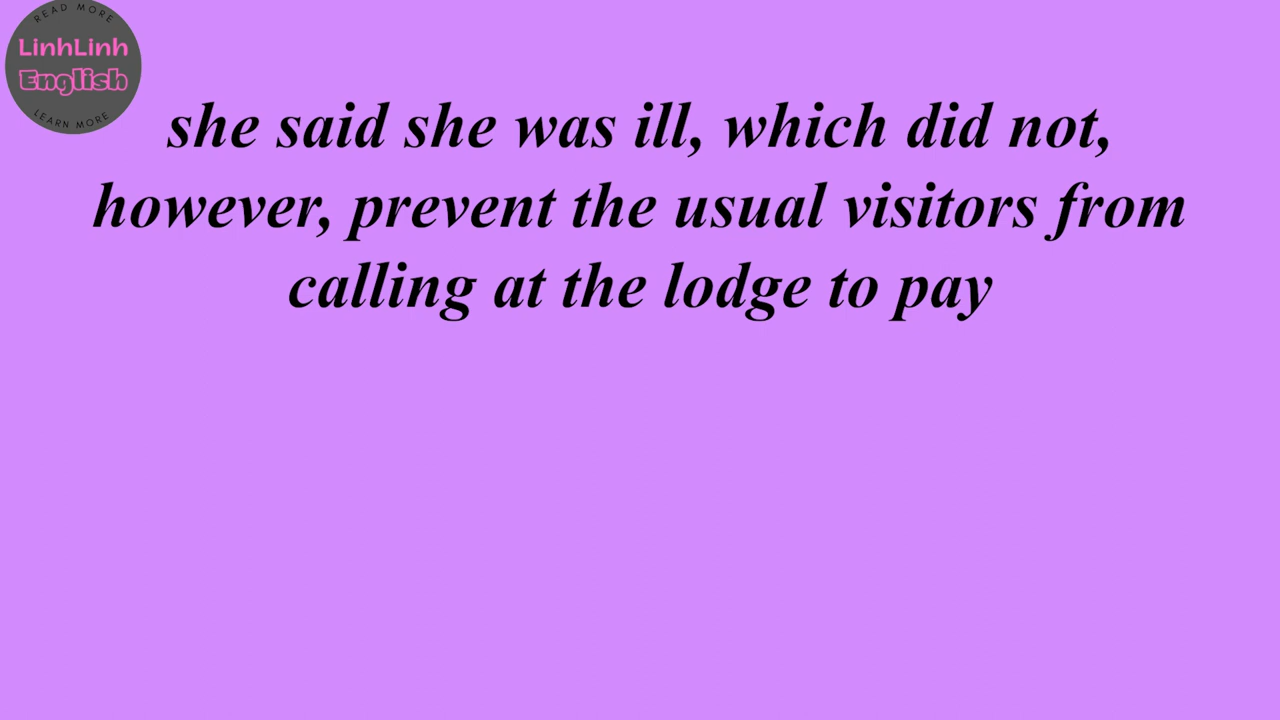 READ MORE
LinhLinh
English
LEARN MORE
she said she was ill, which did not,
however, prevent the usual visitors from
calling at the lodge to pay